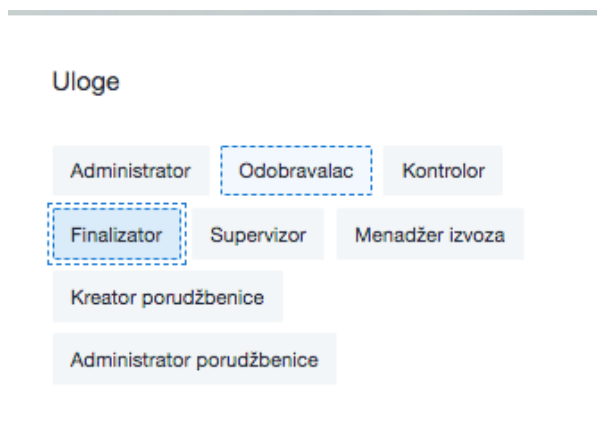 Uloge
Administrator Odobravalac Kontrolor
Finalizator Supervizor Menadžer izvoza
Kreator porudžbenice
Administrator porudžbenice